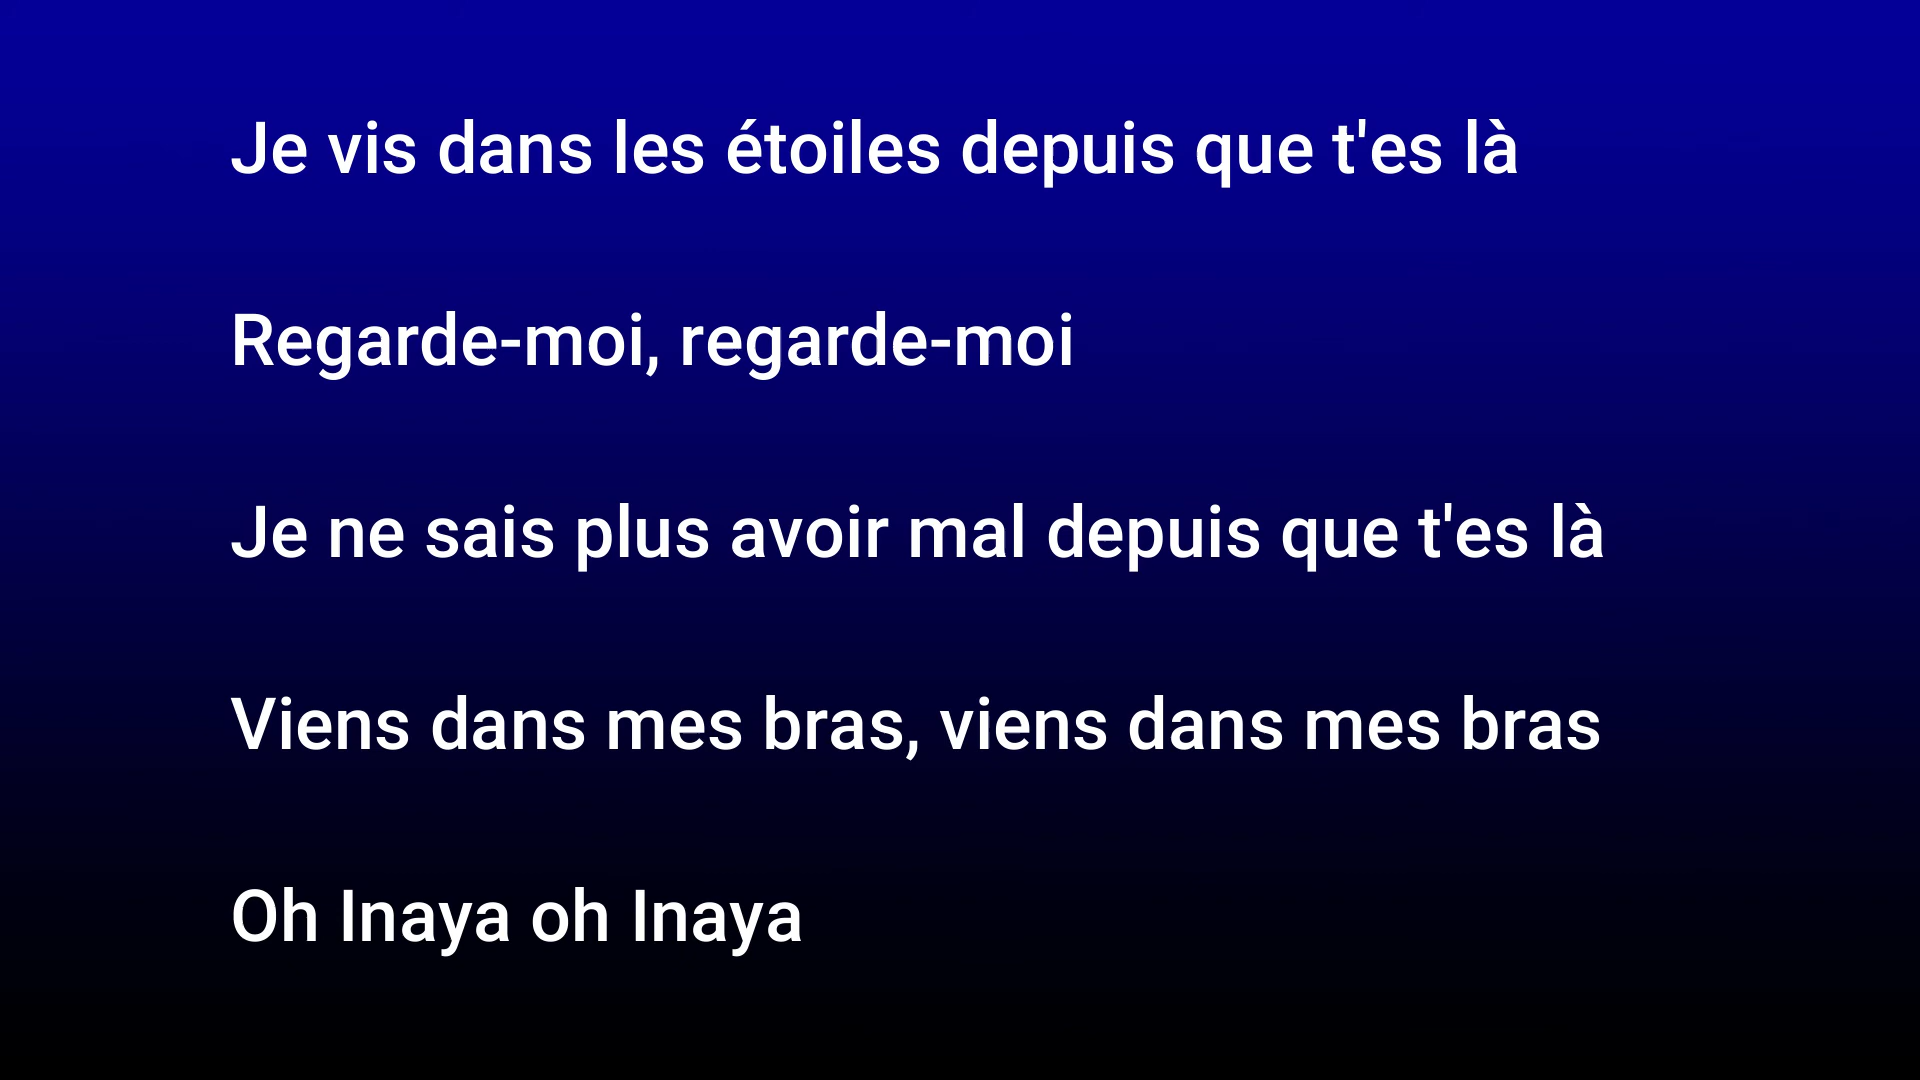 Je vis dans les étoiles depuis que t'es là
Regarde-moi, regarde-moi
Je ne sais plus avoir mal depuis que t'es là
Viens dans mes bras, viens dans mes bras
Oh Inaya oh Inaya